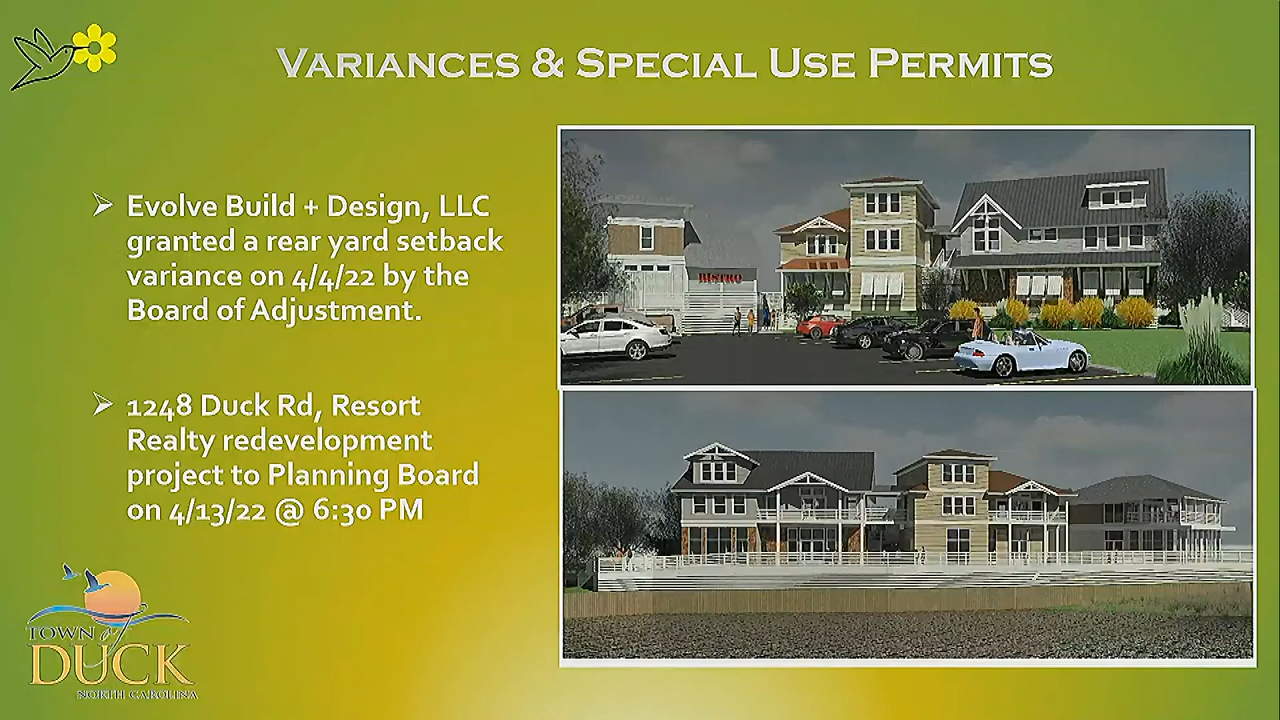 VARIANCES & SPECIAL USE PERMITS
Evolve Build + Design, LLC
granted a rear yard setback
variance on 4/4/22 by the
Board of Adjustment.
1248 Duck Rd, Resort
Realty redevelopment
project to Planning Board
on 4/13/22 @ 6:30 PM
BISTRO
TOWN of
DUCK
NORTH CAROLINA